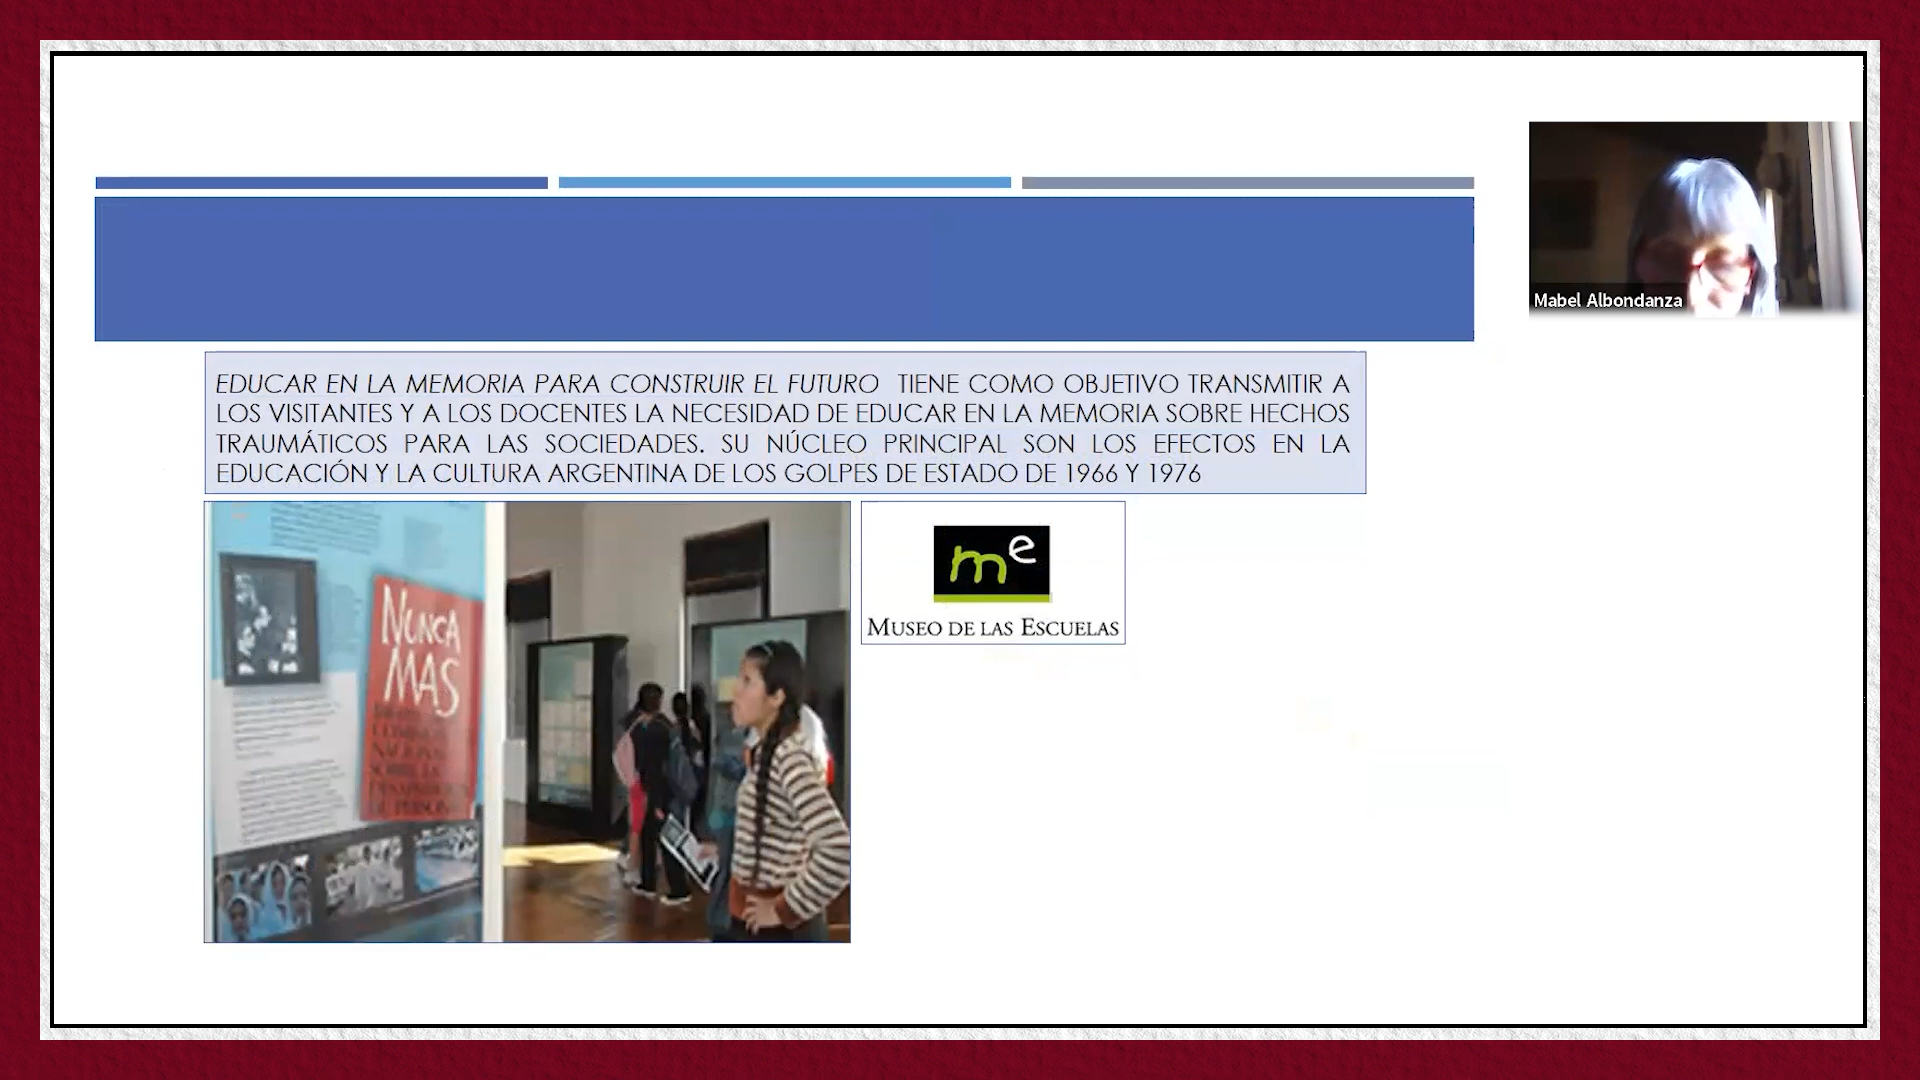 Mabel Albondanza
EDUCAR EN LA MEMORIA PARA CONSTRUIR EL FUTURO TIENE COMO OBJETIVO TRANSMITIR A
LOS VISITANTES Y A LOS DOCENTES LA NECESIDAD DE EDUCAR EN LA MEMORIA SOBRE HECHOS
TRAUMÁTICOS PARA LAS SOCIEDADES. SU NÚCLEO PRINCIPAL SON LOS EFECTOS EN LA
EDUCACIÓN Y LA CULTURA ARGENTINA DE LOS GOLPES DE ESTADO DE 1966 Y 1976
NUNCA
MAS
me
MUSEO DE LAS ESCUELAS